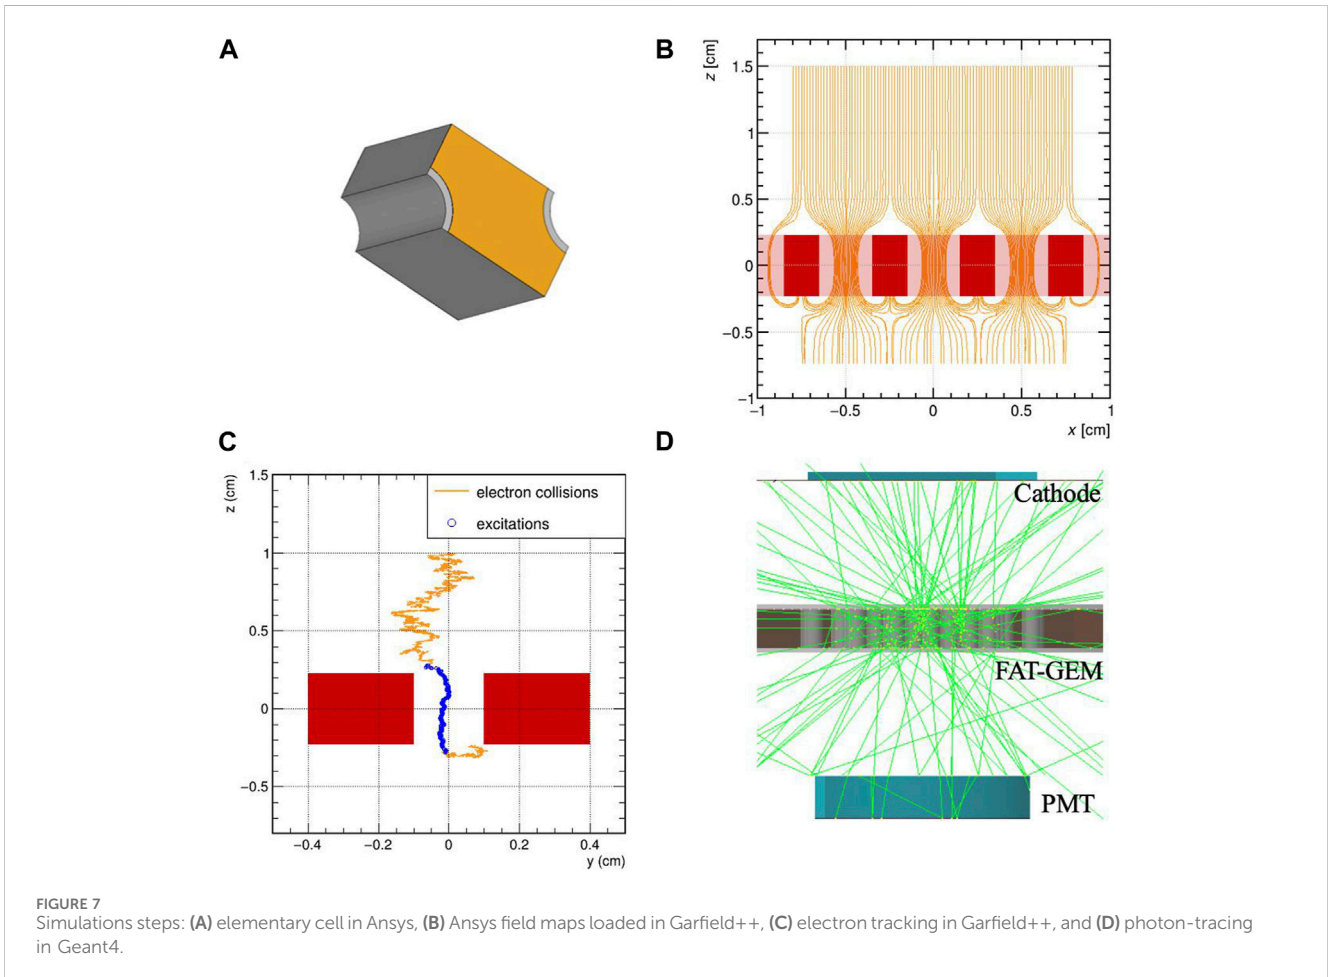 A
B
z [cm]
1.5
1
0.5
0
−0.5
−1
−1
−0.5
0
0.5
1
x [cm]
C
z (cm)
1.5
1
0.5
0
−0.5
−0.4
−0.2
0
0.2
0.4
y (cm)
electron collisions
excitations
D
Cathode
FAT-GEM
PMT
FIGURE 7
Simulations steps: (A) elementary cell in Ansys, (B) Ansys field maps loaded in Garfield++, (C) electron tracking in Garfield++, and (D) photon-tracing
in Geant4.